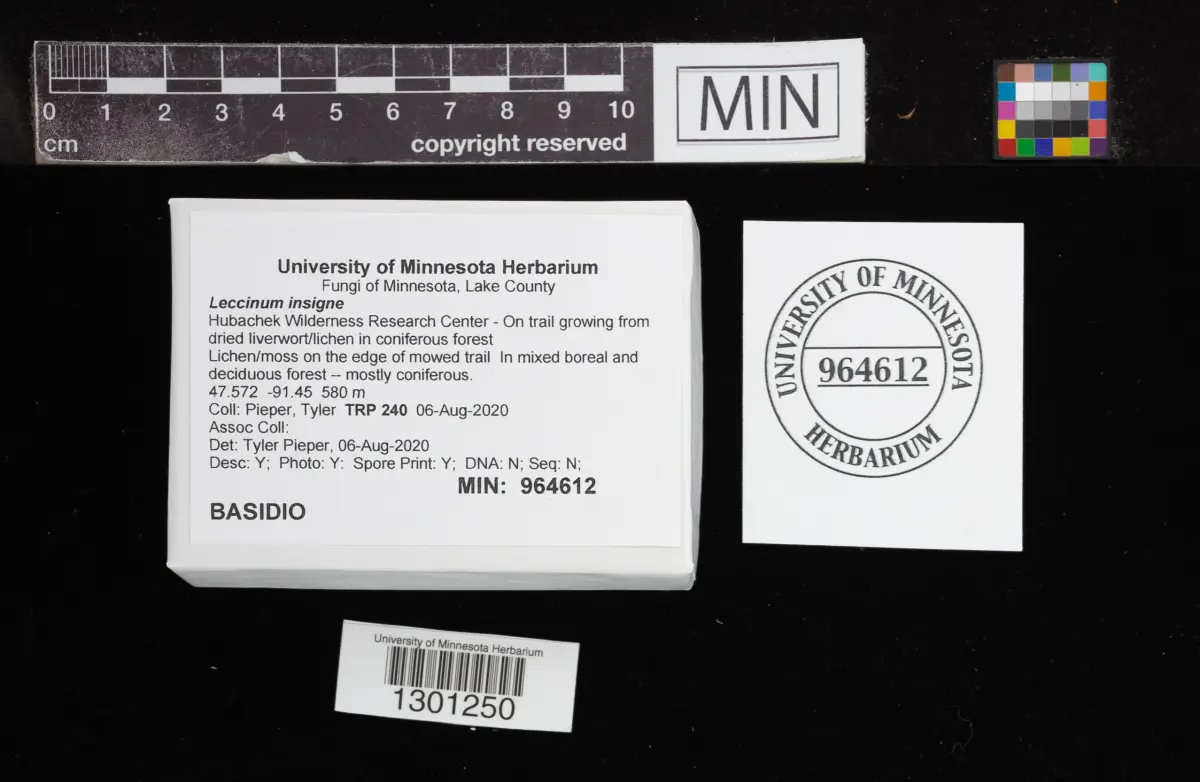 0 1 2 3 4 5 6 7 8 9 10
cm copyright reserved
MIN
University of Minnesota Herbarium
Fungi of Minnesota, Lake County
Leccinum insigne
Hubachek Wilderness Research Center - On trail growing from
dried liverwort/lichen in coniferous forest
Lichen/moss on the edge of mowed trail  In mixed boreal and
deciduous forest -- mostly coniferous.
47.572  -91.45  580 m
Coll: Pieper, Tyler  TRP 240  06-Aug-2020
Assoc Coll:
Det: Tyler Pieper, 06-Aug-2020
Desc: Y;  Photo: Y:  Spore Print: Y;  DNA: N; Seq: N;
MIN:  964612
BASIDIO
UNIVERSITY OF MINNESOTA
964612
HERBARIUM
University of Minnesota Herbarium
1301250